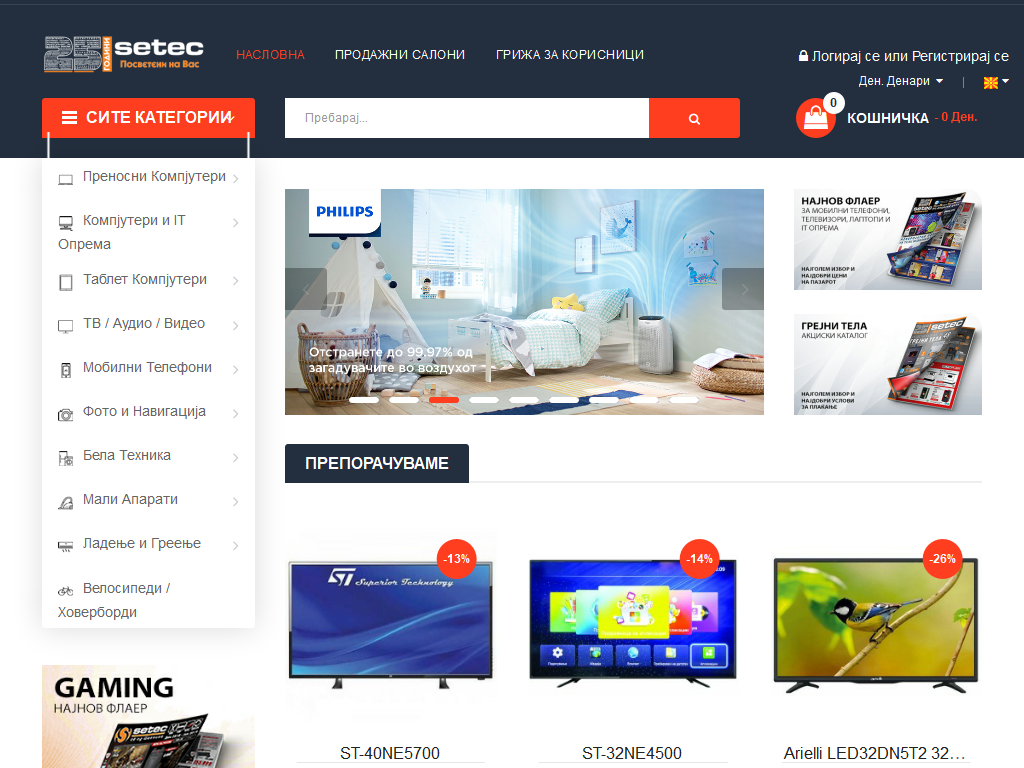 25 ГОДИНИ setec
Посветени на Вас
НАСЛОВНА
ПРОДАЖНИ САЛОНИ
ГРИЖА ЗА КОРИСНИЦИ
Логирај се или Регистрирај се
Ден. Денари
СИТЕ КАТЕГОРИИ
Пребарај...
0
КОШНИЧКА - 0 Ден.
Преносни Компјутери
Компјутери и IT
Опрема
Таблет Компјутери
ТВ / Аудио / Видео
Мобилни Телефони
Фото и Навигација
Бела Техника
Мали Апарати
Ладење и Греење
Велосипеди /
Ховерборди
PHILIPS
Отстранете до 99.97% од
загадувачите во воздухот
НАЈНОВ ФЛАЕР
ЗА МОБИЛНИ ТЕЛЕФОНИ,
ТЕЛЕВИЗОРИ, ЛАПТОПИ И
IT ОПРЕМА
НАЈГОЛЕМ ИЗБОР И
НАЈДОБРИ ЦЕНИ
НА ПАЗАРОТ
ГРЕЈНИ ТЕЛА
АКЦИСКИ КАТАЛОГ
setec
НАЈГОЛЕМ ИЗБОР И
НАЈДОБРИ УСЛОВИ
ЗА ПЛАЌАЊЕ
ПРЕПОРАЧУВАМЕ
-13%
ST Superior Technology
-14%
-26%
GAMING
НАЈНОВ ФЛАЕР
setec
ST-40NE5700
ST-32NE4500
Arielli LED32DN5T2 32...